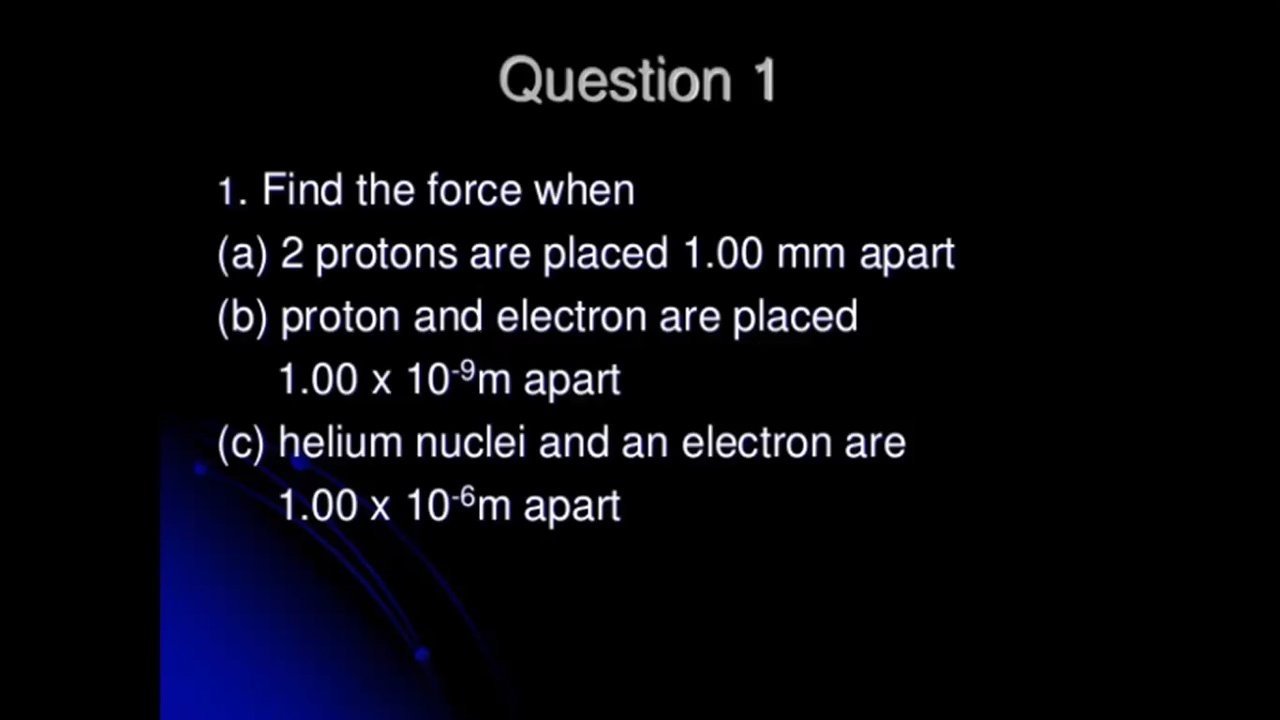 Question 1
1. Find the force when
(a) 2 protons are placed 1.00 mm apart
(b) proton and electron are placed
1.00 x 10⁻⁹m apart
(c) helium nuclei and an electron are
1.00 x 10⁻⁶m apart